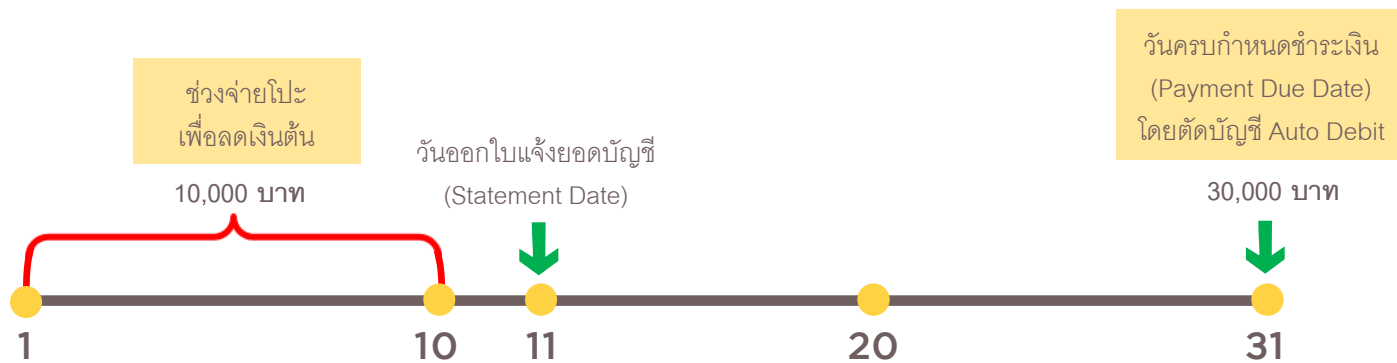 ช่วงจ่ายโปะ
เพื่อลดเงินต้น
10,000 บาท
วันออกใบแจ้งยอดบัญชี
(Statement Date)
วันครบกำหนดชำระเงิน
(Payment Due Date)
โดยตัดบัญชี Auto Debit
30,000 บาท
1
10
11
20
31